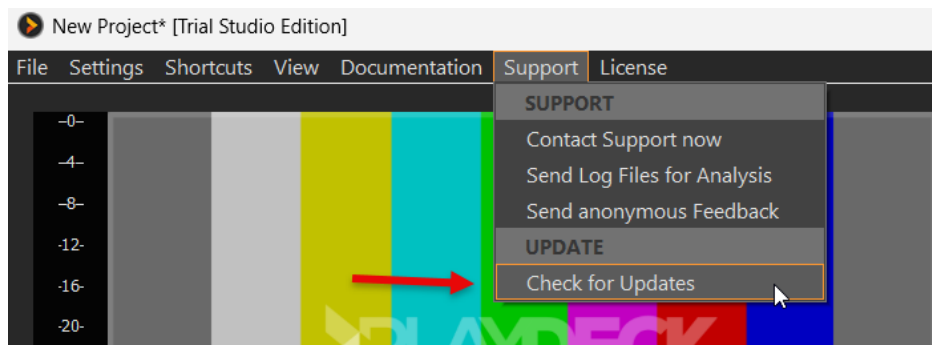 New Project* [Trial Studio Edition]
File Settings Shortcuts View Documentation Support License
SUPPORT
Contact Support now
Send Log Files for Analysis
Send anonymous Feedback
UPDATE
Check for Updates
-0-
-4-
-8-
-12-
-16-
-20-
PLAYDECK